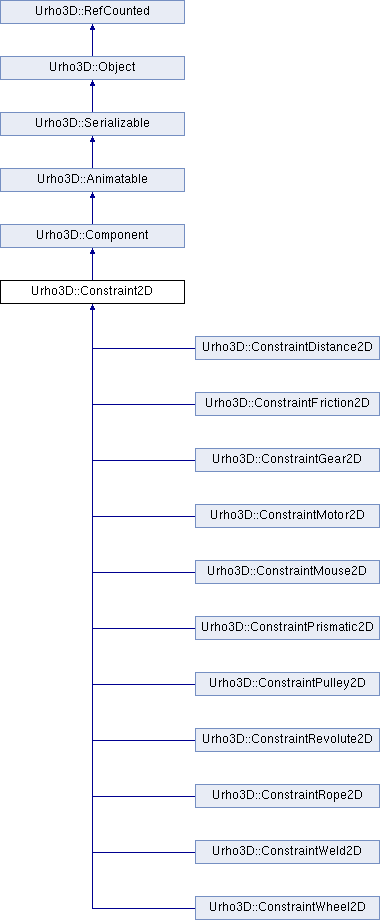 Urho3D::RefCounted
Urho3D::Object
Urho3D::Serializable
Urho3D::Animatable
Urho3D::Component
Urho3D::Constraint2D
Urho3D::ConstraintDistance2D
Urho3D::ConstraintFriction2D
Urho3D::ConstraintGear2D
Urho3D::ConstraintMotor2D
Urho3D::ConstraintMouse2D
Urho3D::ConstraintPrismatic2D
Urho3D::ConstraintPulley2D
Urho3D::ConstraintRevolute2D
Urho3D::ConstraintRope2D
Urho3D::ConstraintWeld2D
Urho3D::ConstraintWheel2D